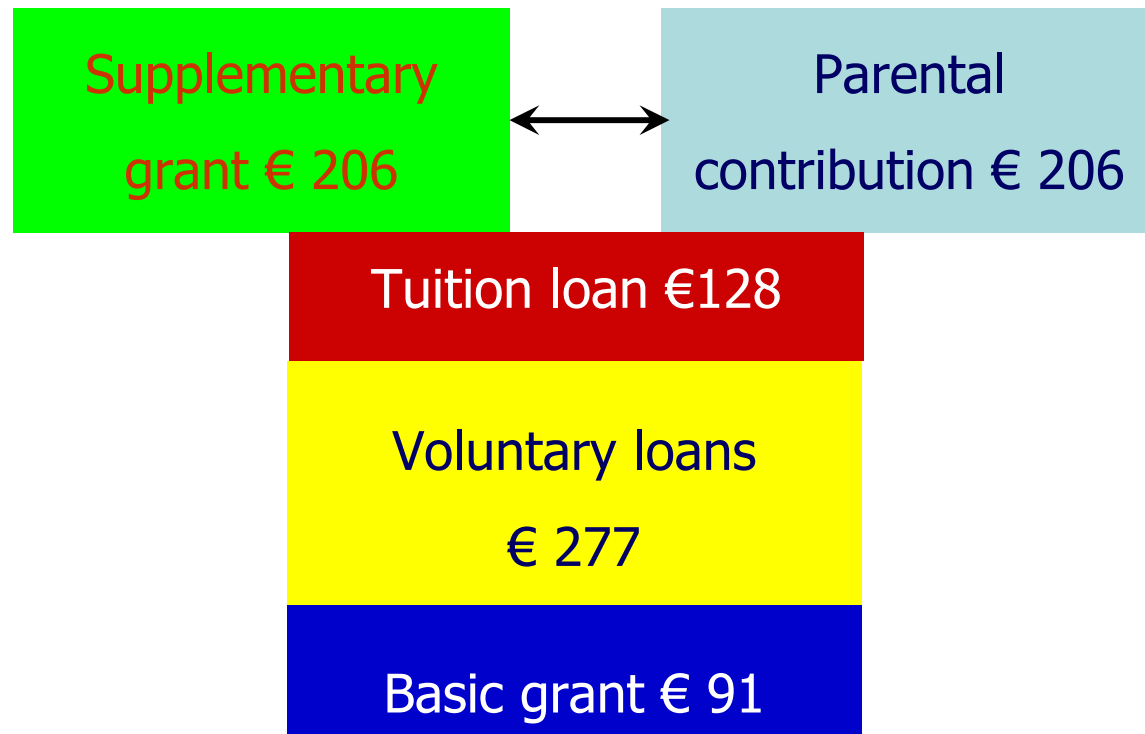 Supplementary
grant € 206
Parental
contribution € 206
Tuition loan €128
Voluntary loans
€ 277
Basic grant € 91